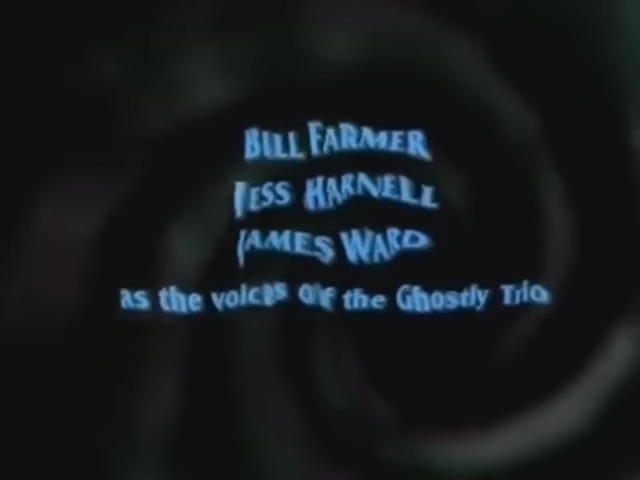 BILL FARMER
JESS HARNELL
JAMES WARD
as the voices of the Ghostly Trio